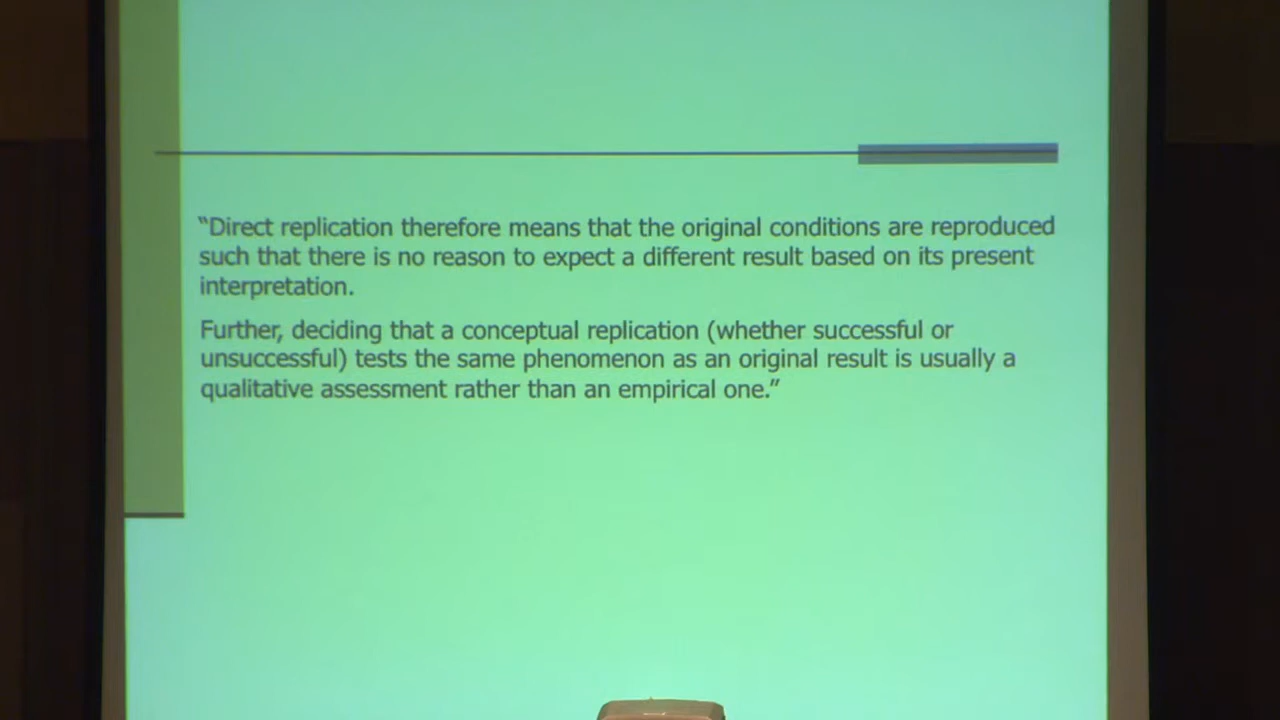 “Direct replication therefore means that the original conditions are reproduced
such that there is no reason to expect a different result based on its present
interpretation.
Further, deciding that a conceptual replication (whether successful or
unsuccessful) tests the same phenomenon as an original result is usually a
qualitative assessment rather than an empirical one.”